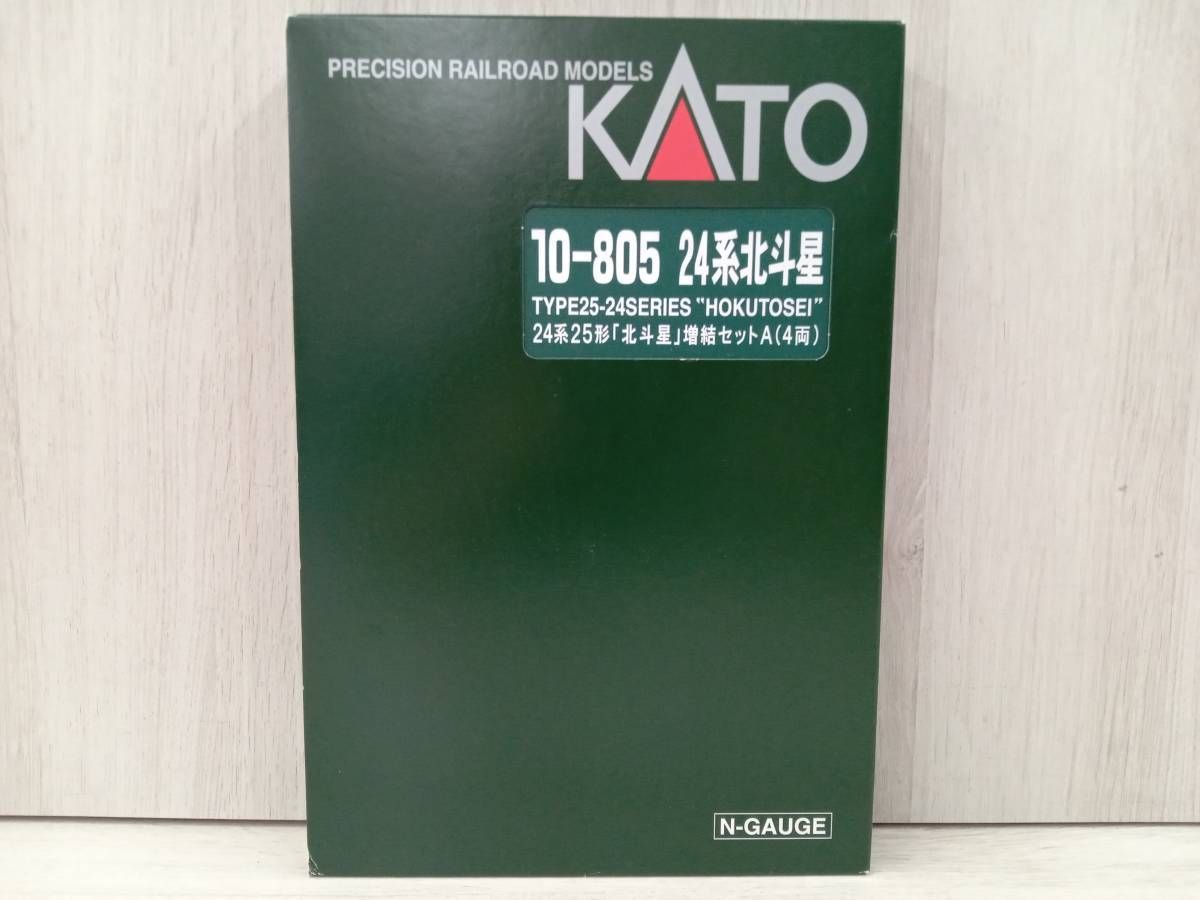 PRECISION RAILROAD MODELS
KATO
10-805 24系北斗星
TYPE25-24SERIES "HOKUTOSEI"
24系25形「北斗星」増結セットA(4両)
N-GAUGE